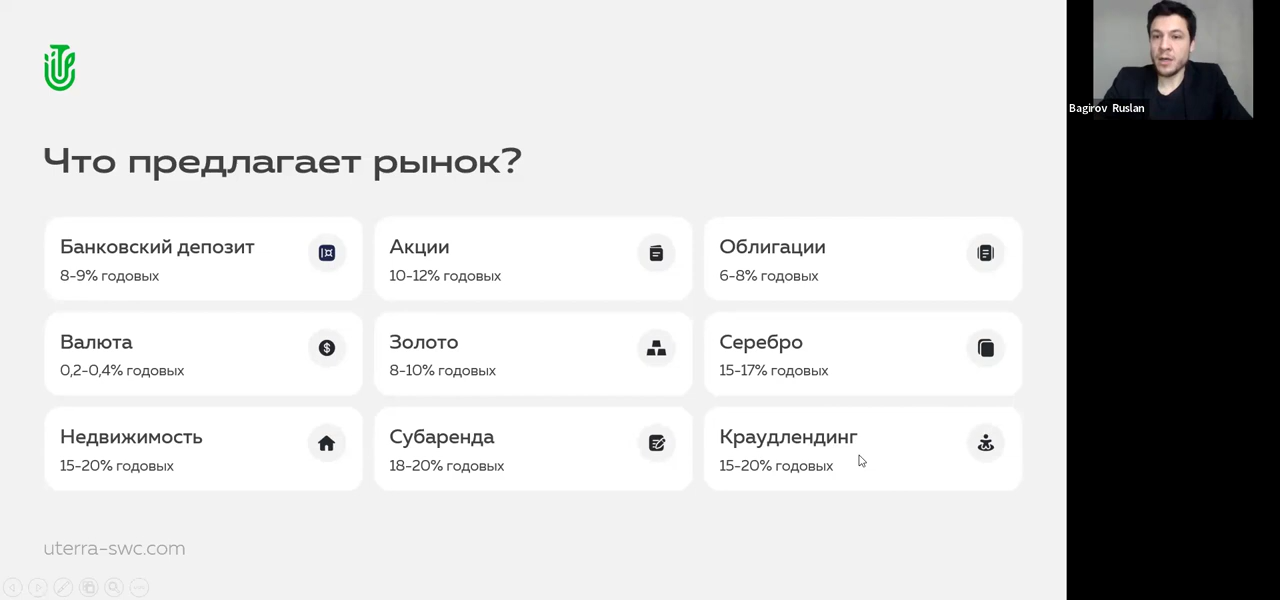 Bagirov Ruslan
Что предлагает рынок?
Банковский депозит
8-9% годовых
Акции
10-12% годовых
Облигации
6-8% годовых
Валюта
0,2-0,4% годовых
Золото
8-10% годовых
Серебро
15-17% годовых
Недвижимость
15-20% годовых
Субаренда
18-20% годовых
Краудлендинг
15-20% годовых
uterra-swc.com